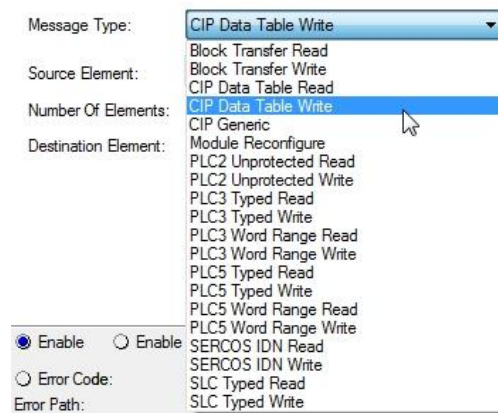 Message Type: CIP Data Table Write
Block Transfer Read
Source Element: Block Transfer Write
CIP Data Table Read
Number Of Elements: CIP Data Table Write
CIP Generic
Destination Element: Module Reconfigure
PLC2 Unprotected Read
PLC2 Unprotected Write
PLC3 Typed Read
PLC3 Typed Write
PLC3 Word Range Read
PLC3 Word Range Write
PLC5 Typed Read
PLC5 Typed Write
PLC5 Word Range Read
PLC5 Word Range Write
Enable Enable SERCOS IDN Read
SERCOS IDN Write
Error Code: SLC Typed Read
Error Path: SLC Typed Write